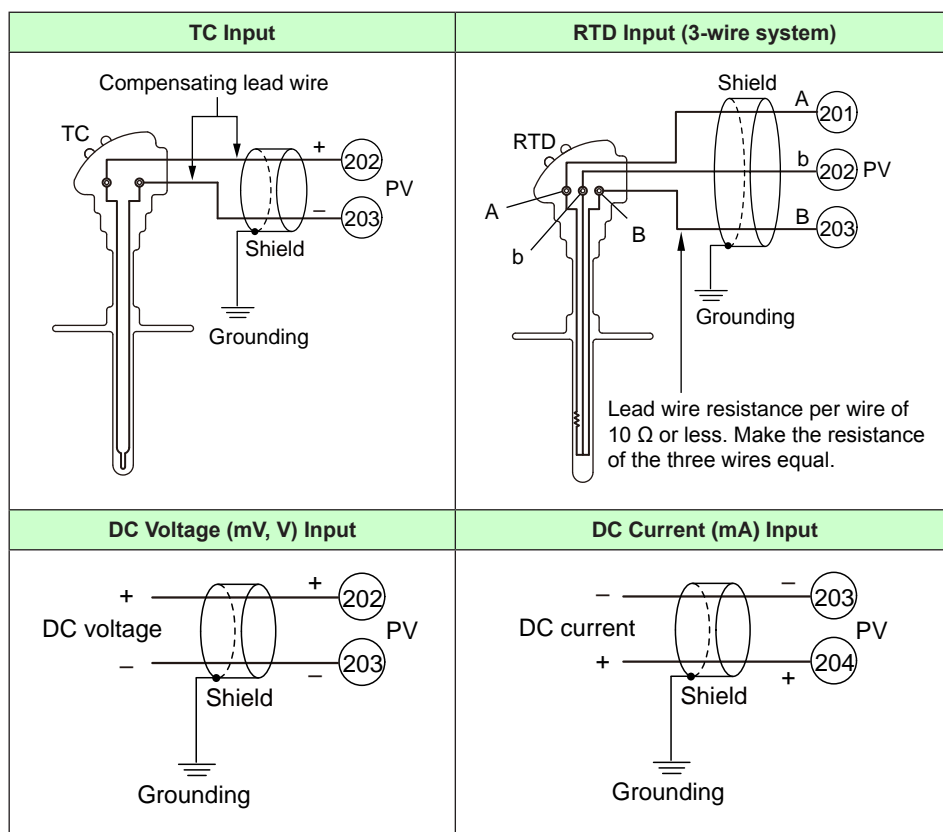 TC Input
Compensating lead wire
TC
+
202
PV
–
203
Shield
Grounding
RTD Input (3-wire system)
Shield
A
201
RTD
b
202 PV
A
B
B
203
b
Grounding
Lead wire resistance per wire of
10 Ω or less. Make the resistance
of the three wires equal.
DC Voltage (mV, V) Input
+
+
202
DC voltage
PV
–
–
203
Shield
Grounding
DC Current (mA) Input
–
–
203
DC current
PV
+
+
204
Shield
Grounding